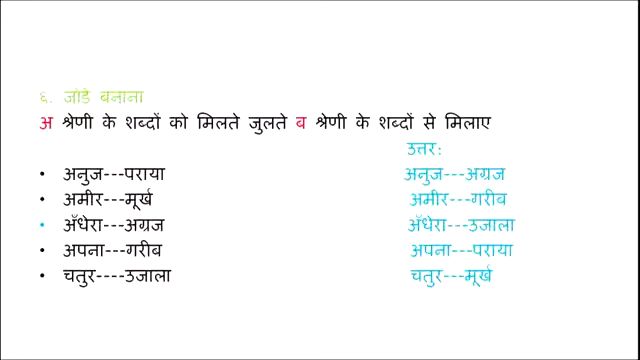 ६. जोडे बनाना
अ श्रेणी के शब्दों को मिलते जुलते ब श्रेणी के शब्दों से मिलाए
उत्तर:
• अनुज---पराया अनुज---अग्रज
• अमीर---मूर्ख अमीर---गरीब
• अँधेरा---अग्रज अँधेरा---उजाला
• अपना---गरीब अपना---पराया
• चतुर----उजाला चतुर---मूर्ख